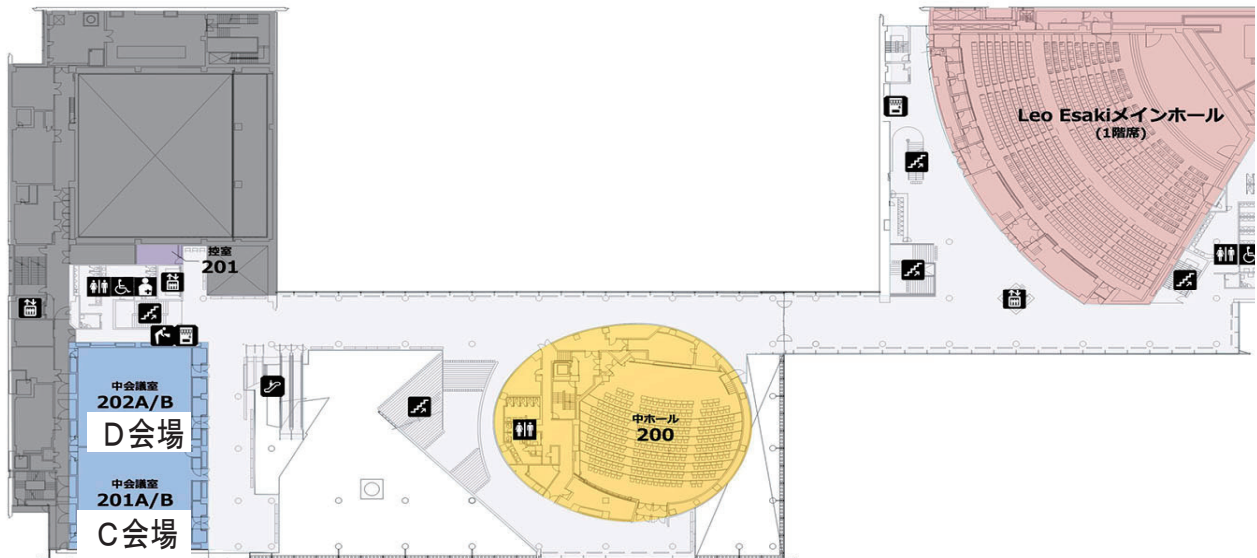 Leo Esakiメインホール
(1階席)
控室
201
中会議室
202A/B
D会場
中ホール
200
中会議室
201A/B
C会場